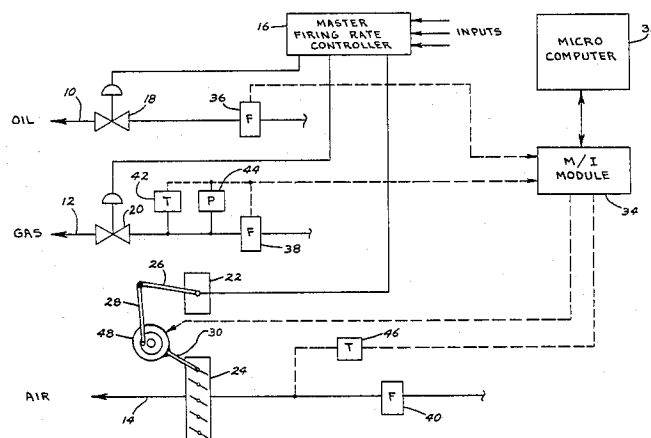 16
MASTER
FIRING RATE
CONTROLLER
INPUTS
MICRO
COMPUTER
10
18
36
F
OIL
M/I
MODULE
34
42
44
T
P
12
20
F
38
GAS
26
22
28
48
30
46
T
24
AIR
14
F
40